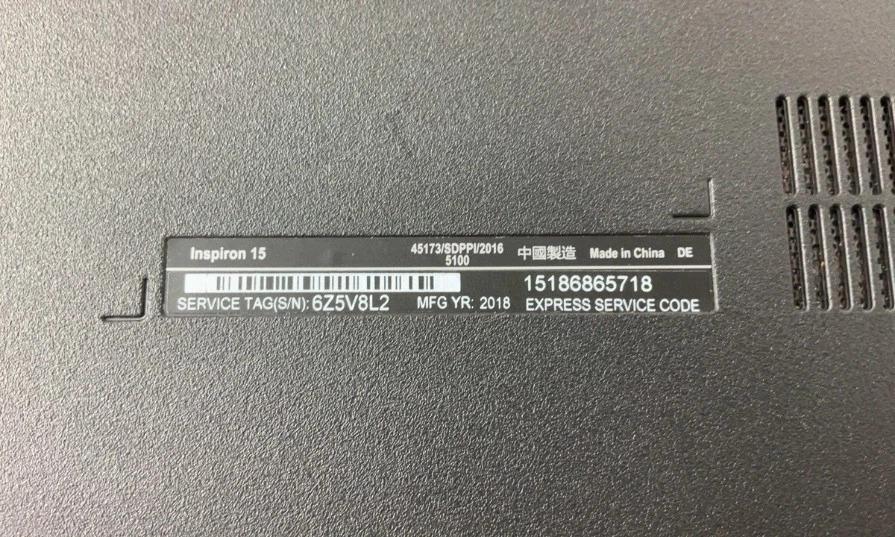 Inspiron 15 45173/SDPPI/2016 中國製造 Made in China DE
5100
15186865718
SERVICE TAG(S/N): 6Z5V8L2 MFG YR: 2018 EXPRESS SERVICE CODE